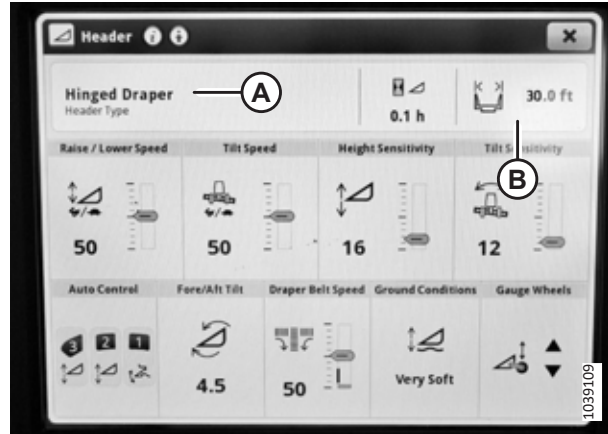 Header i
×
Hinged Draper
Header Type
A
0.1 h
30.0 ft
B
Raise / Lower Speed Tilt Speed Height Sensitivity Tilt Sensitivity
50 50 16 12
Auto Control Fore/Aft Tilt Draper Belt Speed Ground Conditions Gauge Wheels
3 2 1
4.5 50 Very Soft
1039109